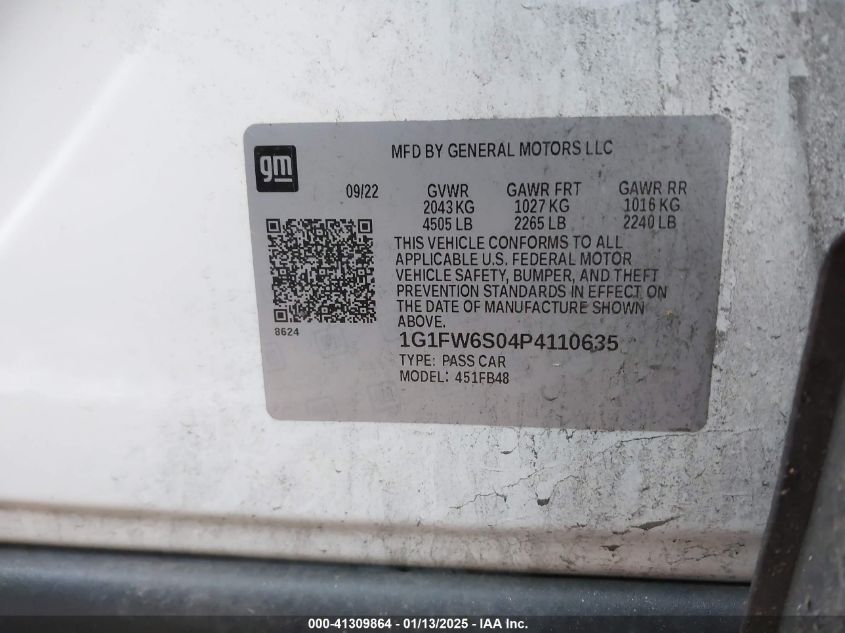 gm
MFD BY GENERAL MOTORS LLC
09/22 GVWR GAWR FRT GAWR RR
2043 KG 1027 KG 1016 KG
4505 LB 2265 LB 2240 LB
THIS VEHICLE CONFORMS TO ALL
APPLICABLE U.S. FEDERAL MOTOR
VEHICLE SAFETY, BUMPER, AND THEFT
PREVENTION STANDARDS IN EFFECT ON
THE DATE OF MANUFACTURE SHOWN
ABOVE.
8624
1G1FW6S04P4110635
TYPE: PASS CAR
MODEL: 451FB48
000-41309864 - 01/13/2025 - IAA Inc.